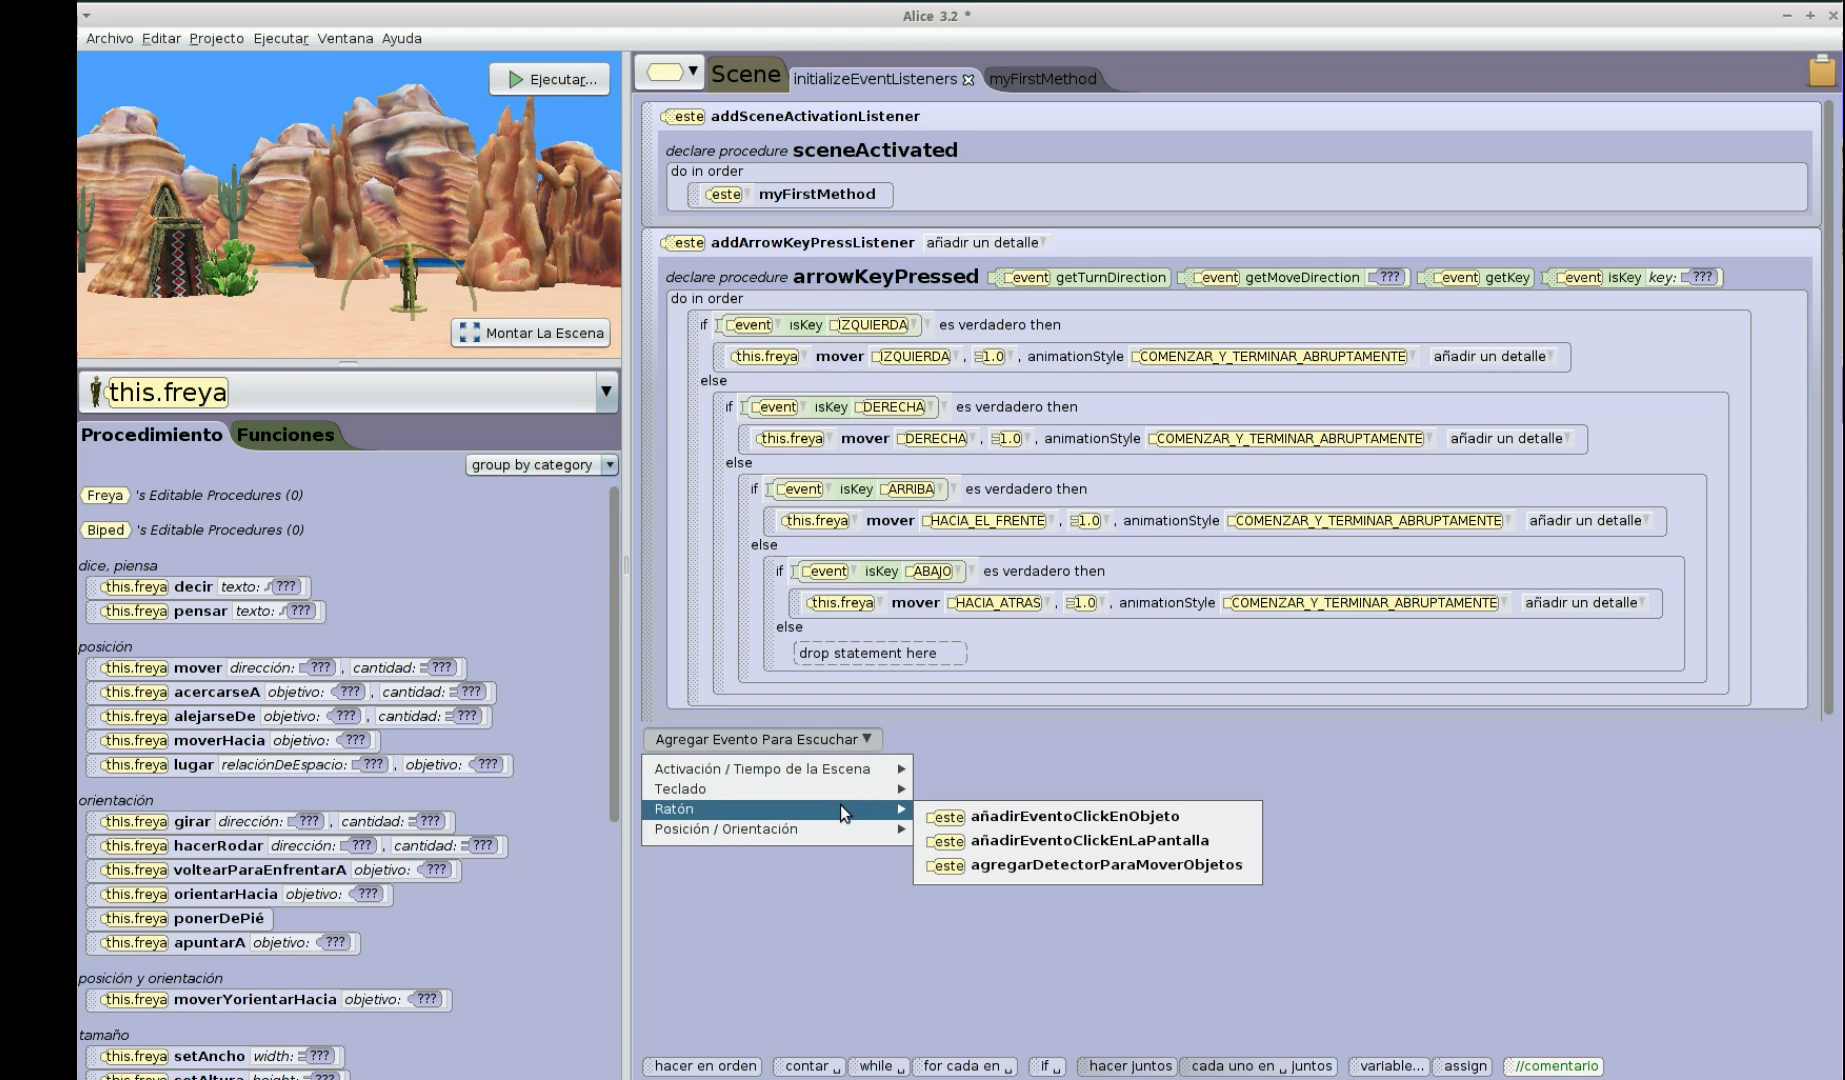 Alice 3.2 *
Archivo Editar Projecto Ejecutar Ventana Ayuda
Ejecutar...
Montar La Escena
this.freya
Procedimiento Funciones
group by category
Freya 's Editable Procedures (0)
Biped 's Editable Procedures (0)
dice, piensa
this.freya decir texto: ???
this.freya pensar texto: ???
posición
this.freya mover dirección: ??? , cantidad: ???
this.freya acercarseA objetivo: ??? , cantidad: ???
this.freya alejarseDe objetivo: ??? , cantidad: ???
this.freya moverHacia objetivo: ???
this.freya lugar relaciónDeEspacio: ??? , objetivo: ???
orientación
this.freya girar dirección: ??? , cantidad: ???
this.freya hacerRodar dirección: ??? , cantidad: ???
this.freya voltearParaEnfrentarA objetivo: ???
this.freya orientarHacia objetivo: ???
this.freya ponerDePié
this.freya apuntarA objetivo: ???
posición y orientación
this.freya moverYorientarHacia objetivo: ???
tamaño
this.freya setAncho width: ???
this.freya setAltura height: ???
Scene initializeEventListeners myFirstMethod
este addSceneActivationListener
declare procedure sceneActivated
do in order
este myFirstMethod
este addArrowKeyPressListener añadir un detalle
declare procedure arrowKeyPressed event getTurnDirection event getMoveDirection ??? event getKey event isKey key: ???
do in order
if event isKey IZQUIERDA es verdadero then
this.freya mover IZQUIERDA , 1.0 , animationStyle COMENZAR_Y_TERMINAR_ABRUPTAMENTE añadir un detalle
else
if event isKey DERECHA es verdadero then
this.freya mover DERECHA , 1.0 , animationStyle COMENZAR_Y_TERMINAR_ABRUPTAMENTE añadir un detalle
else
if event isKey ARRIBA es verdadero then
this.freya mover HACIA_EL_FRENTE , 1.0 , animationStyle COMENZAR_Y_TERMINAR_ABRUPTAMENTE añadir un detalle
else
if event isKey ABAJO es verdadero then
this.freya mover HACIA_ATRAS , 1.0 , animationStyle COMENZAR_Y_TERMINAR_ABRUPTAMENTE añadir un detalle
else
drop statement here
Agregar Evento Para Escuchar
Activación / Tiempo de la Escena
Teclado
Ratón
Posición / Orientación
este añadirEventoClickEnObjeto
este añadirEventoClickEnLaPantalla
este agregarDetectorParaMoverObjetos
hacer en orden contar while for cada en if hacer juntos cada uno en juntos variable... assign //comentario